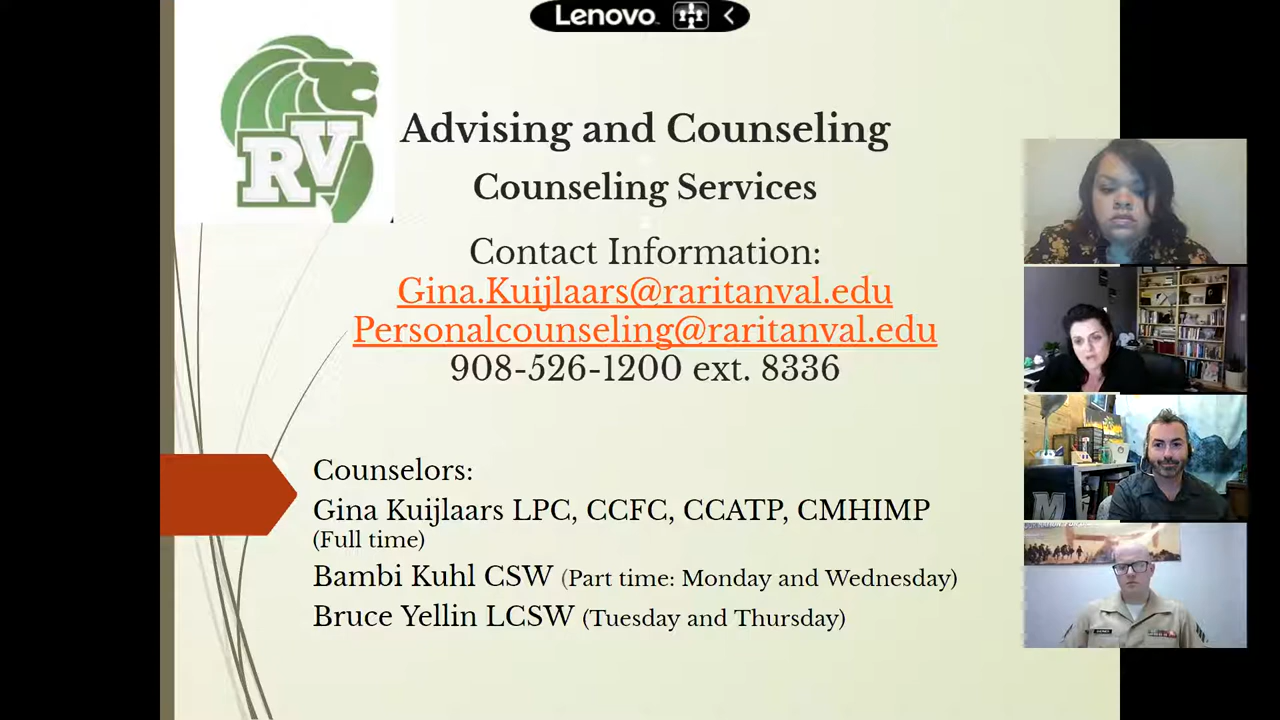 Lenovo
RV
Advising and Counseling
Counseling Services
Contact Information:
Gina.Kuijlaars@raritanval.edu
Personalcounseling@raritanval.edu
908-526-1200 ext. 8336
Counselors:
Gina Kuijlaars LPC, CCFC, CCATP, CMHIMP
(Full time)
Bambi Kuhl CSW (Part time: Monday and Wednesday)
Bruce Yellin LCSW (Tuesday and Thursday)